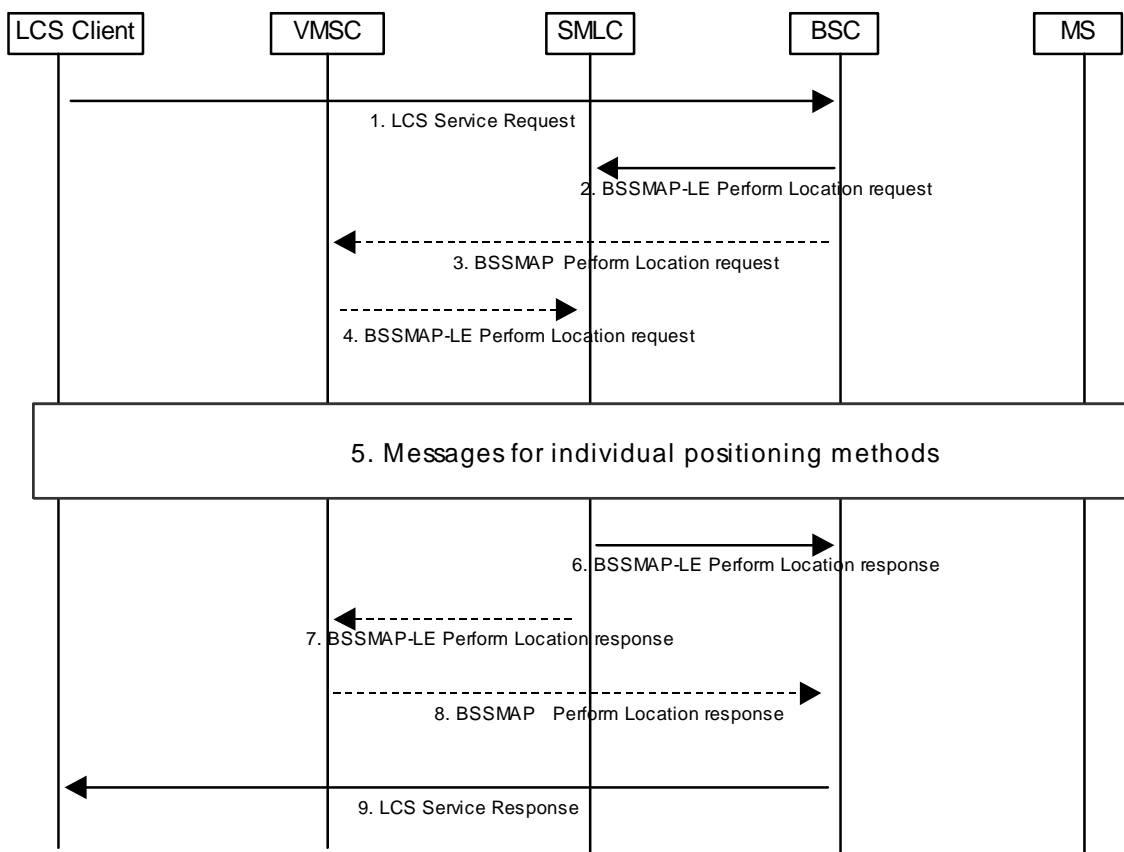 LCS Client
VMSC
SMLC
BSC
MS
1. LCS Service Request
2. BSSMAP-LE Perform Location request
3. BSSMAP Perform Location request
4. BSSMAP-LE Perform Location request
5. Messages for individual positioning methods
6. BSSMAP-LE Perform Location response
7. BSSMAP-LE Perform Location response
8. BSSMAP Perform Location response
9. LCS Service Response